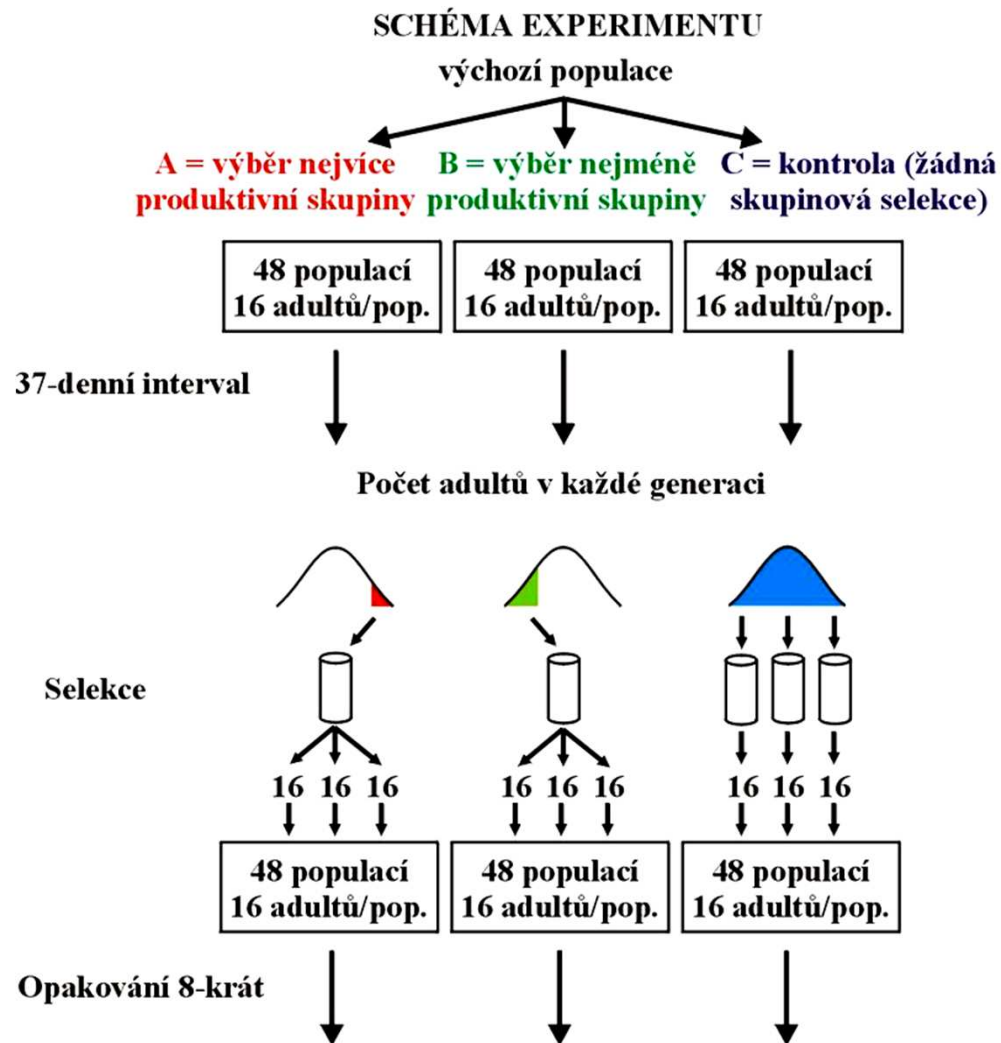 SCHÉMA EXPERIMENTU
výchozí populace
A = výběr nejvíce
produktivní skupiny
B = výběr nejméně
produktivní skupiny
C = kontrola (žádná
skupinová selekce)
48 populací
16 adultů/pop.
48 populací
16 adultů/pop.
48 populací
16 adultů/pop.
37-denní interval
Počet adultů v každé generaci
Selekce
16 16 16
16 16 16
16 16 16
48 populací
16 adultů/pop.
48 populací
16 adultů/pop.
48 populací
16 adultů/pop.
Opakování 8-krát